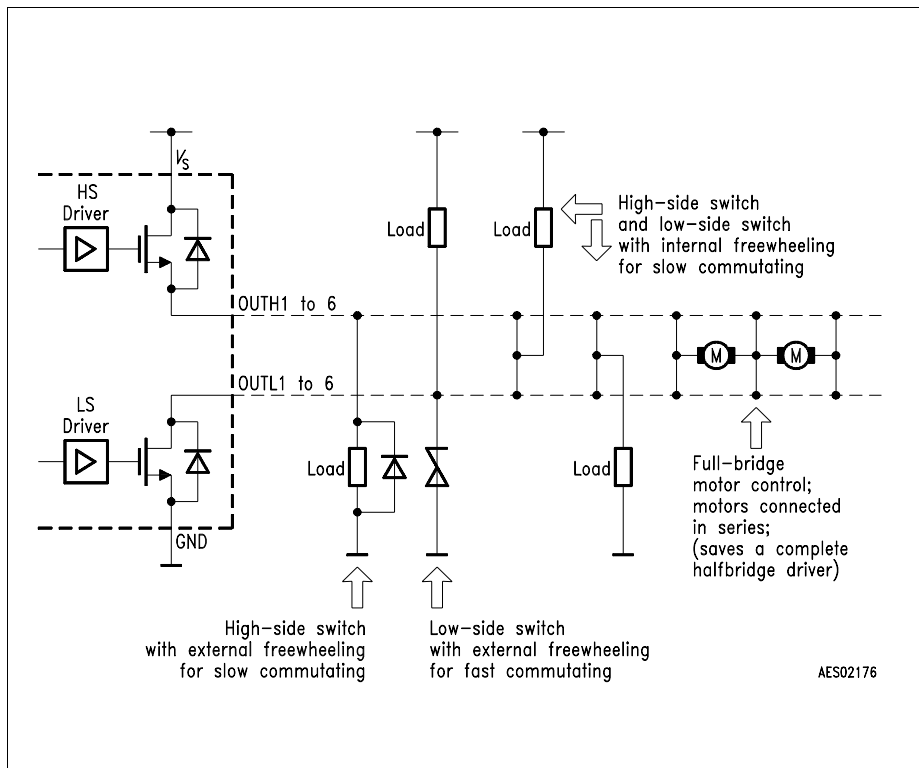 V_S
HS
Driver
Load
Load
High-side switch
and low-side switch
with internal freewheeling
for slow commutating
OUTH1 to 6
M
M
OUTL1 to 6
LS
Driver
Load
Load
Full-bridge
motor control;
motors connected
in series;
(saves a complete
halfbridge driver)
GND
High-side switch
with external freewheeling
for slow commutating
Low-side switch
with external freewheeling
for fast commutating
AES02176